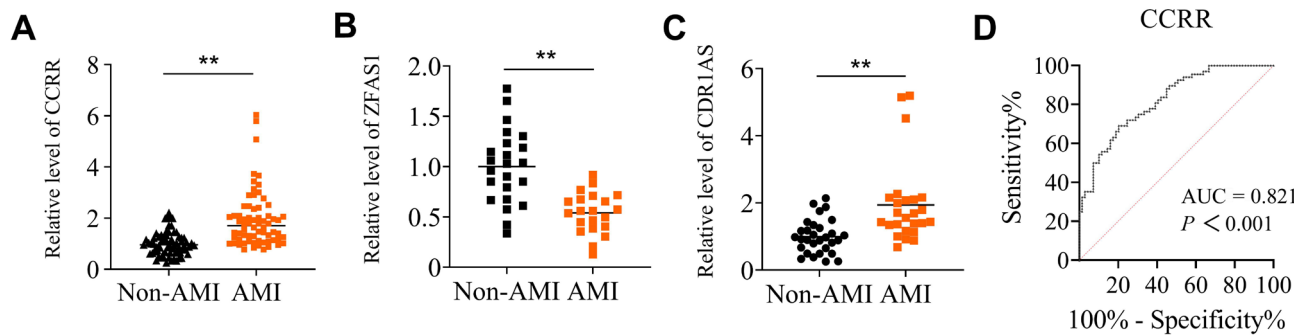 A
Relative level of CCRR
8
6
4
2
0
**
Non-AMI AMI
B
Relative level of ZFAS1
2.0
1.5
1.0
0.5
0.0
**
Non-AMI AMI
C
Relative level of CDR1AS
6
4
2
0
**
Non-AMI AMI
D
CCRR
Sensitivity%
100
80
60
40
20
0
AUC = 0.821
P < 0.001
20 40 60 80 100
100% - Specificity%